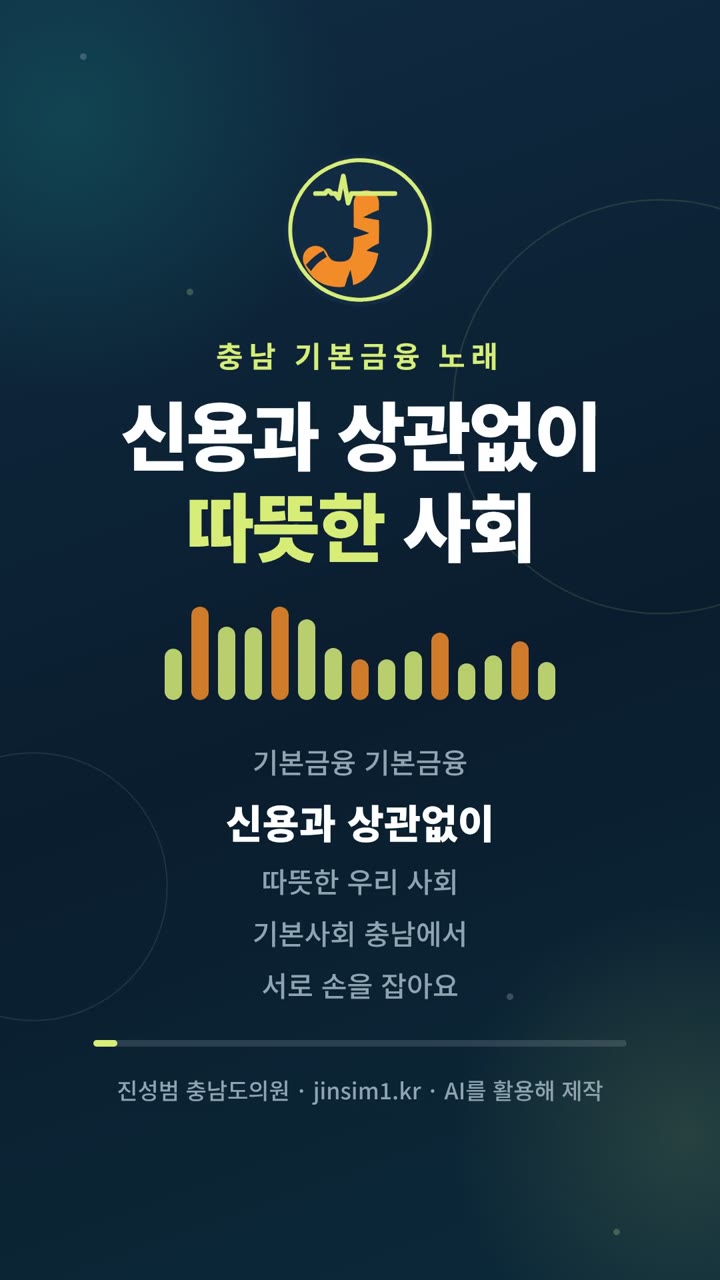 충남 기본금융 노래
신용과 상관없이
따뜻한 사회
기본금융 기본금융
신용과 상관없이
따뜻한 우리 사회
기본사회 충남에서
서로 손을 잡아요
진성범 충남도의원 · jinsim1.kr · AI를 활용해 제작